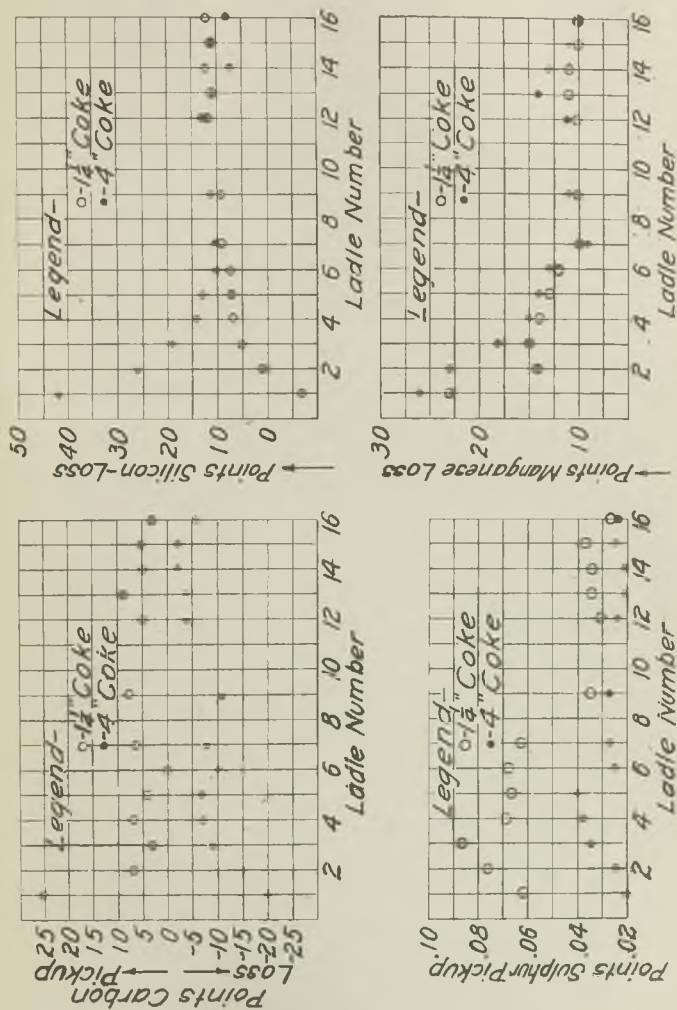 Points Carbon
Loss ← → Pickup
25
20
15
10
5
0
-5
-10
-15
-20
-25
Legend-
○-1¼" Coke
●-4" Coke
2 4 6 8 10 12 14 16
Ladle Number
Points Silicon-Loss
50
40
30
20
10
0
Legend-
○-1¼" Coke
●-4" Coke
2 4 6 8 10 12 14 16
Ladle Number
Points Sulphur Pickup
.10
.08
.06
.04
.02
Legend-
○-1¼" Coke
●-4" Coke
2 4 6 8 10 12 14 16
Ladle Number
Points Manganese Loss
30
20
10
Legend-
○-1¼" Coke
●-4" Coke
2 4 6 8 10 12 14 16
Ladle Number